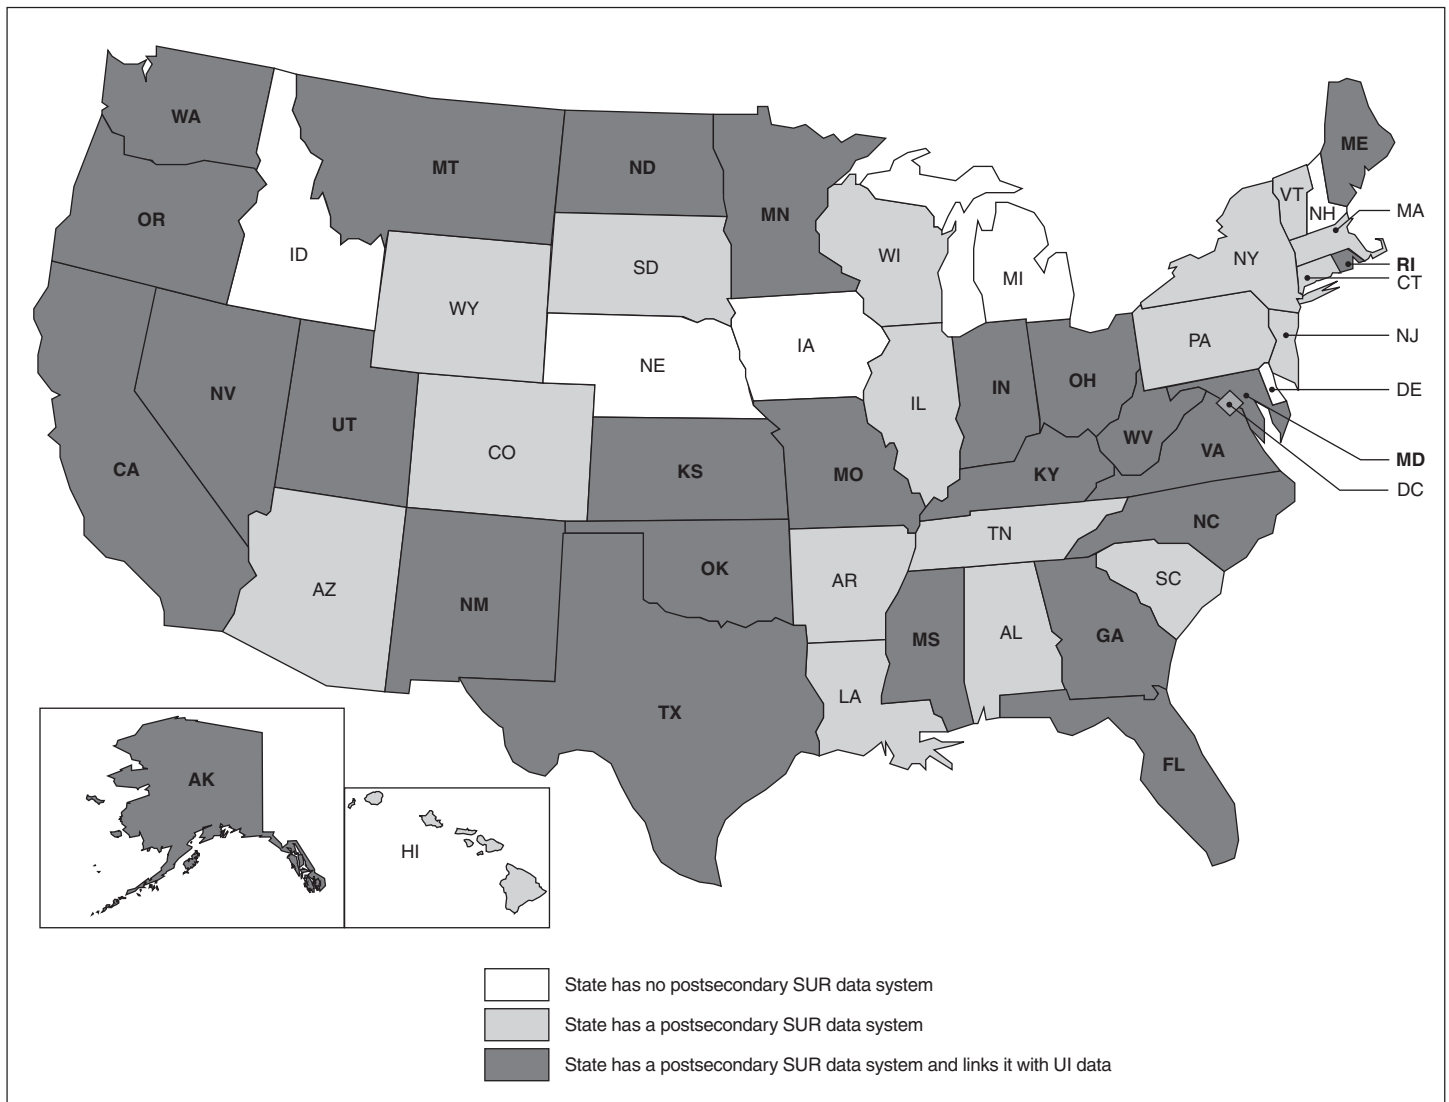 WA
ME
MT
ND
VT
OR
MN
NH
MA
ID
WI
NY
RI
SD
MI
CT
WY
NJ
IA
PA
NE
OH
IN
DE
NV
IL
UT
WV
CO
VA
MD
CA
KS
MO
KY
DC
NC
TN
OK
AR
SC
AZ
NM
AL
GA
MS
LA
TX
FL
AK
HI
State has no postsecondary SUR data system
State has a postsecondary SUR data system
State has a postsecondary SUR data system and links it with UI data